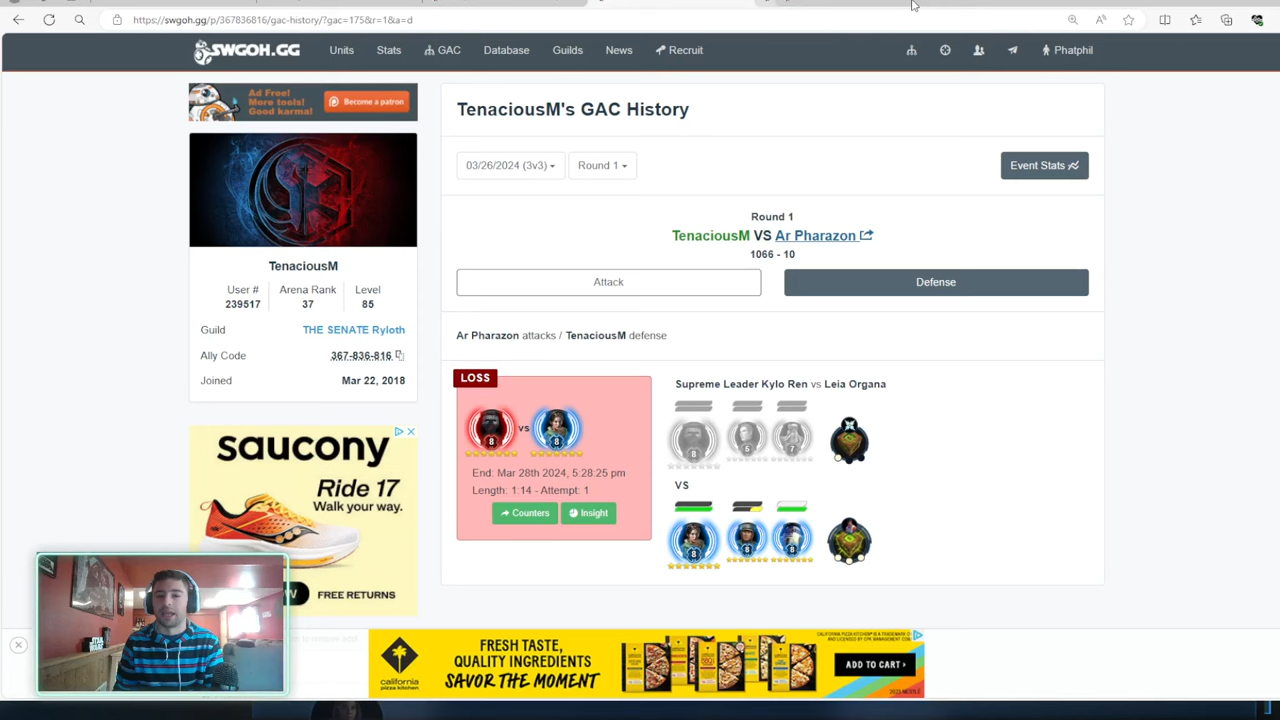 https://swgoh.gg/p/367836816/gac-history/?gac=175&r=1&a=d
SWGOH.GG Units Stats GAC Database Guilds News Recruit Phatphil
Ad Free!
More tools!
Good karma!
Become a patron
TenaciousM
User # Arena Rank Level
239517 37 85
Guild THE SENATE Ryloth
Ally Code 367-836-816
Joined Mar 22, 2018
saucony
Ride 17
Walk your way.
FREE RETURNS
TenaciousM's GAC History
03/26/2024 (3v3) Round 1 Event Stats
Round 1
TenaciousM VS Ar Pharazon
1066 - 10
Attack Defense
Ar Pharazon attacks / TenaciousM defense
LOSS
8 vs 8
End: Mar 28th 2024, 5:28:25 pm
Length: 1:14 - Attempt: 1
Counters Insight
Supreme Leader Kylo Ren vs Leia Organa
8 5 7
VS
8 8 8
STAR WARS
california
pizza kitchen
FRESH TASTE,
QUALITY INGREDIENTS
SAVOR THE MOMENT
ADD TO CART